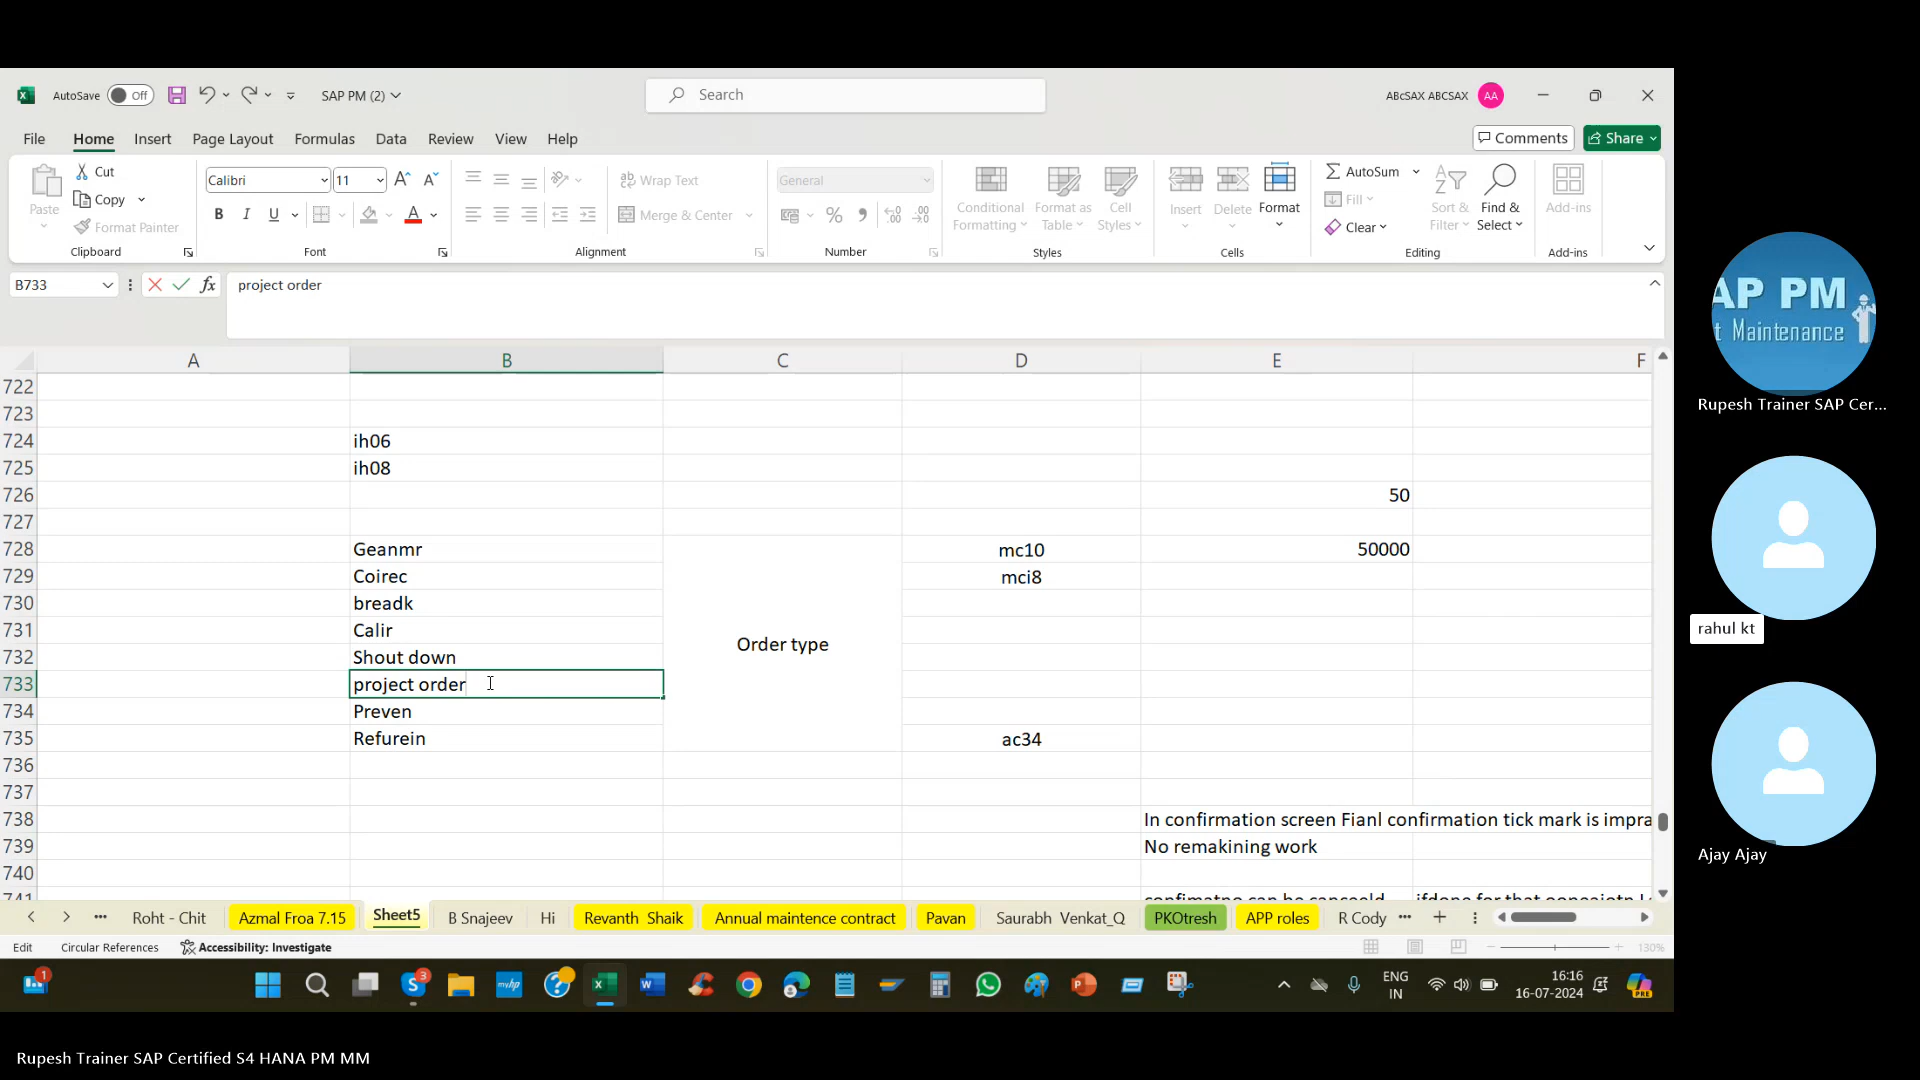 AutoSave Off SAP PM (2) Search ABcSAX ABCSAX AA
File Home Insert Page Layout Formulas Data Review View Help Comments Share
Paste Cut Copy Format Painter Clipboard
Calibri 11 B I U A Font
Wrap Text Merge & Center Alignment
General % Number
Conditional Formatting Format as Table Cell Styles Styles
Insert Delete Format Cells
AutoSum Fill Clear Sort & Filter Find & Select Editing
Add-ins Add-ins
B733 fx project order
A B C D E F
722
723
724 ih06
725 ih08
726 50
727
728 Geanmr mc10 50000
729 Coirec mci8
730 breadk
731 Calir Order type
732 Shout down
733 project order
734 Preven
735 Refurein ac34
736
737
738 In confirmation screen Fianl confirmation tick mark is impra
739 No remakining work
740
Roht - Chit Azmal Froa 7.15 Sheet5 B Snajeev Hi Revanth Shaik Annual maintence contract Pavan Saurabh Venkat_Q PKOtresh APP roles R Cody
Edit Circular References Accessibility: Investigate 130%
1 3 myhp ENG IN 16:16 16-07-2024 PRE
AP PM
t Maintenance
Rupesh Trainer SAP Cer...
rahul kt
Ajay Ajay
Rupesh Trainer SAP Certified S4 HANA PM MM